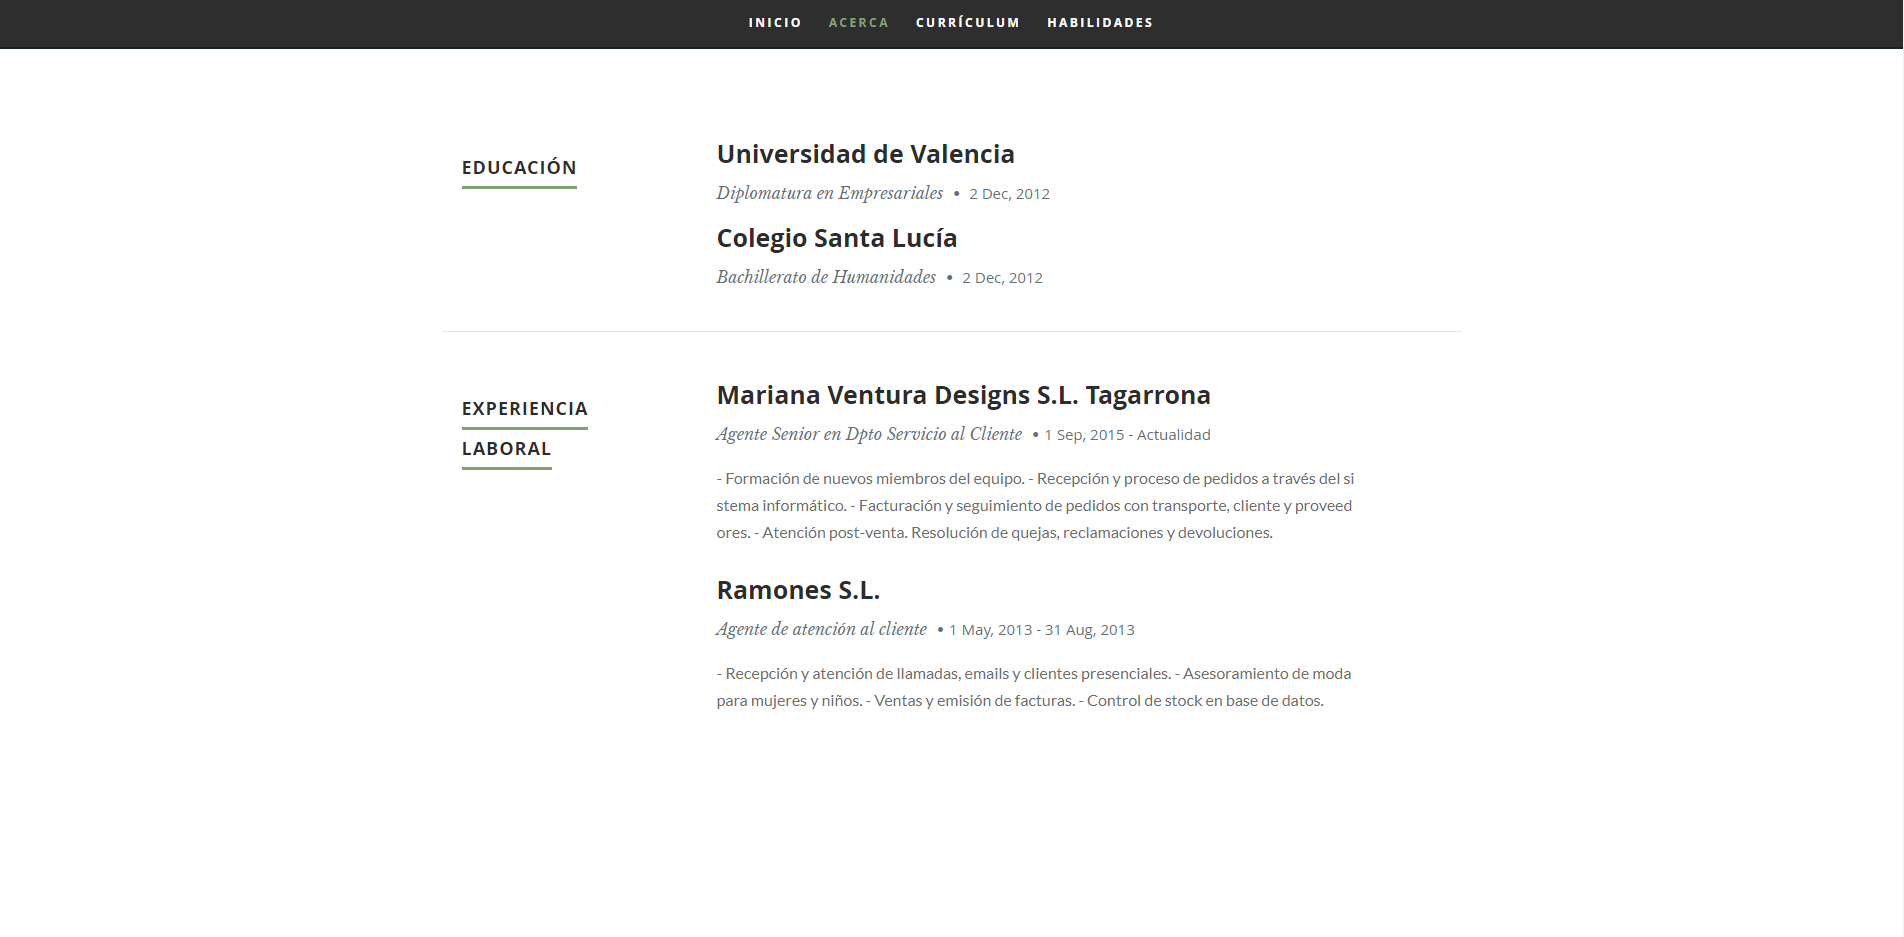 INICIO ACERCA CURRÍCULUM HABILIDADES
EDUCACIÓN
Universidad de Valencia
Diplomatura en Empresariales • 2 Dec, 2012
Colegio Santa Lucía
Bachillerato de Humanidades • 2 Dec, 2012
EXPERIENCIA
LABORAL
Mariana Ventura Designs S.L. Tagarrona
Agente Senior en Dpto Servicio al Cliente • 1 Sep, 2015 - Actualidad
- Formación de nuevos miembros del equipo. - Recepción y proceso de pedidos a través del si
stema informático. - Facturación y seguimiento de pedidos con transporte, cliente y proveed
ores. - Atención post-venta. Resolución de quejas, reclamaciones y devoluciones.
Ramones S.L.
Agente de atención al cliente • 1 May, 2013 - 31 Aug, 2013
- Recepción y atención de llamadas, emails y clientes presenciales. - Asesoramiento de moda
para mujeres y niños. - Ventas y emisión de facturas. - Control de stock en base de datos.